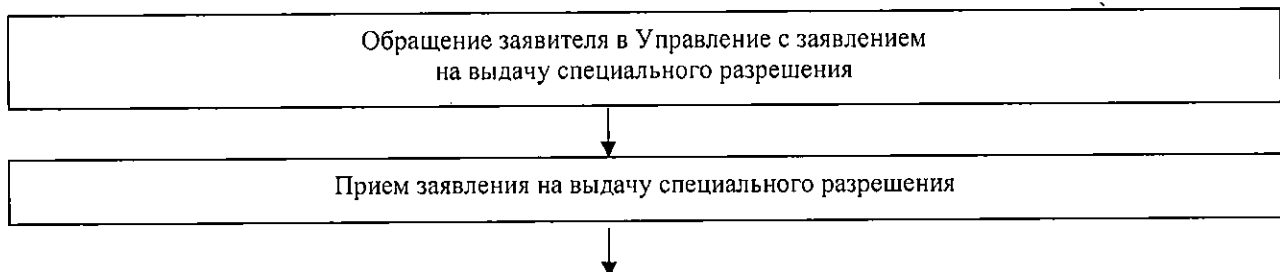 Обращение заявителя в Управление с заявлением
на выдачу специального разрешения
Прием заявления на выдачу специального разрешения